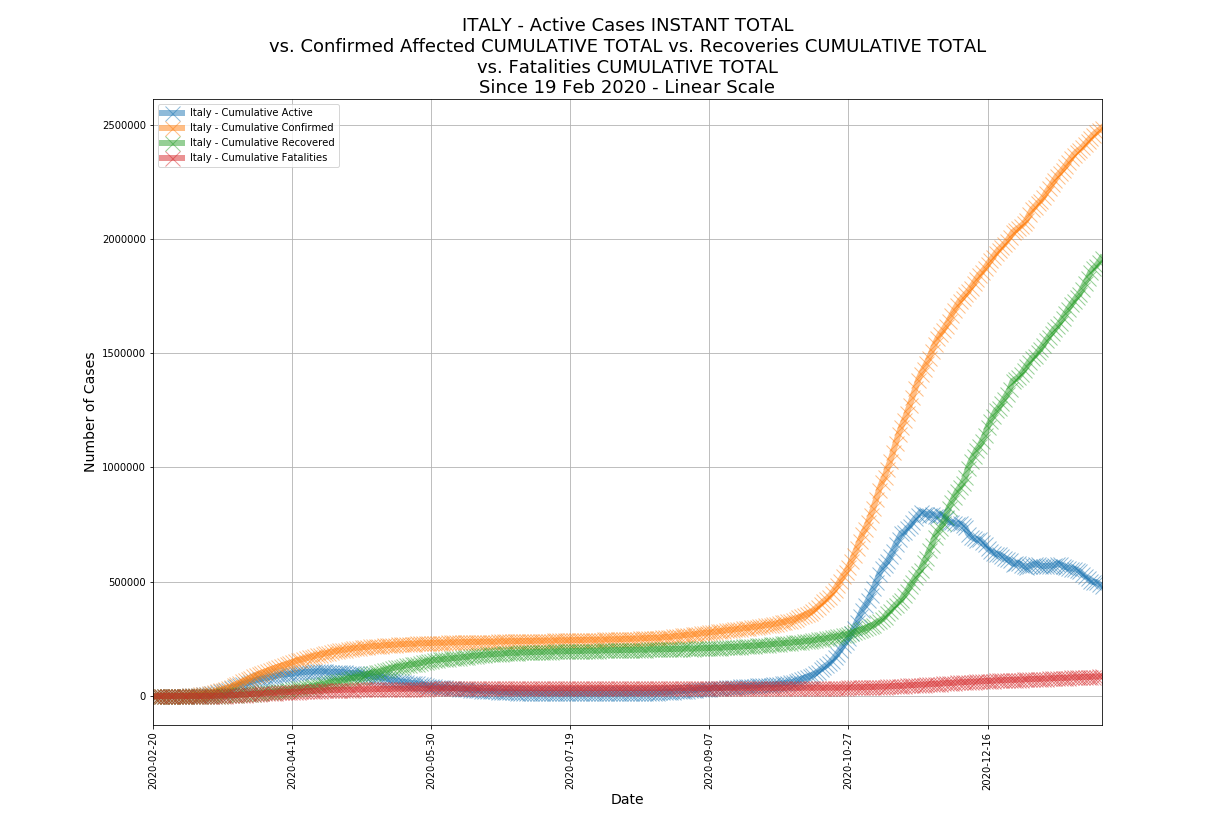 ITALY - Active Cases INSTANT TOTAL
vs. Confirmed Affected CUMULATIVE TOTAL vs. Recoveries CUMULATIVE TOTAL
vs. Fatalities CUMULATIVE TOTAL
Since 19 Feb 2020 - Linear Scale
Italy - Cumulative Active
Italy - Cumulative Confirmed
Italy - Cumulative Recovered
Italy - Cumulative Fatalities
Number of Cases
2500000
2000000
1500000
1000000
500000
0
2020-02-20
2020-04-10
2020-05-30
2020-07-19
2020-09-07
2020-10-27
2020-12-16
Date